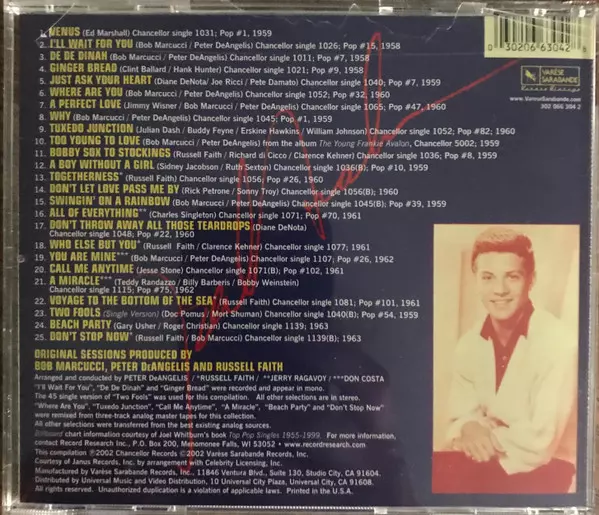 1. VENUS (Ed Marshall) Chancellor single 1031; Pop #1, 1959
2. I'LL WAIT FOR YOU (Bob Marcucci / Peter DeAngelis) Chancellor single 1026; Pop #15, 1958
3. DE DE DINAH (Bob Marcucci / Peter DeAngelis) Chancellor single 1011; Pop #7, 1958
4. GINGER BREAD (Clint Ballard / Hank Hunter) Chancellor single 1021; Pop #9, 1958
5. JUST ASK YOUR HEART (Diane DeNota/ Joe Ricci / Pete Damato) Chancellor single 1040; Pop #7, 1959
6. WHERE ARE YOU (Bob Marcucci / Peter DeAngelis) Chancellor single 1052; Pop #32, 1960
7. A PERFECT LOVE (Jimmy Wisner / Bob Marcucci / Peter DeAngelis) Chancellor single 1065; Pop #47, 1960
8. WHY (Bob Marcucci / Peter DeAngelis) Chancellor single 1045; Pop #1, 1959
9. TUXEDO JUNCTION (Julian Dash / Buddy Feyne / Erskine Hawkins / William Johnson) Chancellor single 1052; Pop #82; 1960
10. TOO YOUNG TO LOVE (Bob Marcucci / Peter DeAngelis) from the album The Young Frankie Avalon, Chancellor 5002; 1959
11. BOBBY SOX TO STOCKINGS (Russell Faith / Richard di Cicco / Clarence Kehner) Chancellor single 1036; Pop #8, 1959
12. A BOY WITHOUT A GIRL (Sidney Jacobson / Ruth Sexton) Chancellor single 1036(B); Pop #10, 1959
13. TOGETHERNESS* (Russell Faith) Chancellor single 1056; Pop #26, 1960
14. DON'T LET LOVE PASS ME BY (Rick Petrone / Sonny Troy) Chancellor single 1056(B); 1960
15. SWINGIN' ON A RAINBOW (Bob Marcucci / Peter DeAngelis) Chancellor single 1045(B); Pop #39, 1959
16. ALL OF EVERYTHING** (Charles Singleton) Chancellor single 1071; Pop #70, 1961
17. DON'T THROW AWAY ALL THOSE TEARDROPS (Diane DeNota)
Chancellor single 1048; Pop #22, 1960
18. WHO ELSE BUT YOU* (Russell Faith / Clarence Kehner) Chancellor single 1077; 1961
19. YOU ARE MINE*** (Bob Marcucci / Peter DeAngelis) Chancellor single 1107; Pop #26, 1962
20. CALL ME ANYTIME (Jesse Stone) Chancellor single 1071(B); Pop #102, 1961
21. A MIRACLE*** (Teddy Randazzo / Billy Barberis / Bobby Weinstein)
Chancellor single 1115; Pop #75, 1962
22. VOYAGE TO THE BOTTOM OF THE SEA* (Russell Faith) Chancellor single 1081; Pop #101, 1961
23. TWO FOOLS (Single Version) (Doc Pomus / Mort Shuman) Chancellor single 1040(B); Pop #54, 1959
24. BEACH PARTY (Gary Usher / Roger Christian) Chancellor single 1139; 1963
25. DON'T STOP NOW* (Russell Faith / Bob Marcucci) Chancellor single 1139(B); 1963
ORIGINAL SESSIONS PRODUCED BY
BOB MARCUCCI, PETER DeANGELIS AND RUSSELL FAITH
Arranged and conducted by PETER DeANGELIS / *RUSSELL FAITH / **JERRY RAGAVOY / ***DON COSTA
"I'll Wait For You", "De De Dinah" and "Ginger Bread" were recorded and appear in mono.
The 45 single version of "Two Fools" was used for this compilation. All other selections are in stereo.
"Where Are You", "Tuxedo Junction", "Call Me Anytime", "A Miracle", "Beach Party" and "Don't Stop Now"
were remixed from three-track analog master tapes for this collection.
All other selections were transferred from the best existing analog sources.
Billboard chart information courtesy of Joel Whitburn's book Top Pop Singles 1955-1999. For more information,
contact Record Research Inc., P.O. Box 200, Menomonee Falls, WI 53052 • www.recordresearch.com
This compilation ℗2002 Chancellor Records ©2002 Varèse Sarabande Records, Inc.
Courtesy of Janus Records, Inc. by arrangement with Celebrity Licensing, Inc.
Manufactured by Varèse Sarabande Records, Inc., 11846 Ventura Blvd., Suite 130, Studio City, CA 91604.
Distributed by Universal Music and Video Distribution, 10 Universal City Plaza, Universal City, CA 91608.
All rights reserved. Unauthorized duplication is a violation of applicable laws. Printed in the U.S.A.
0 30206 63042
VARÈSE
SARABANDE
www.VareseSarabande.com
302 066 304 2